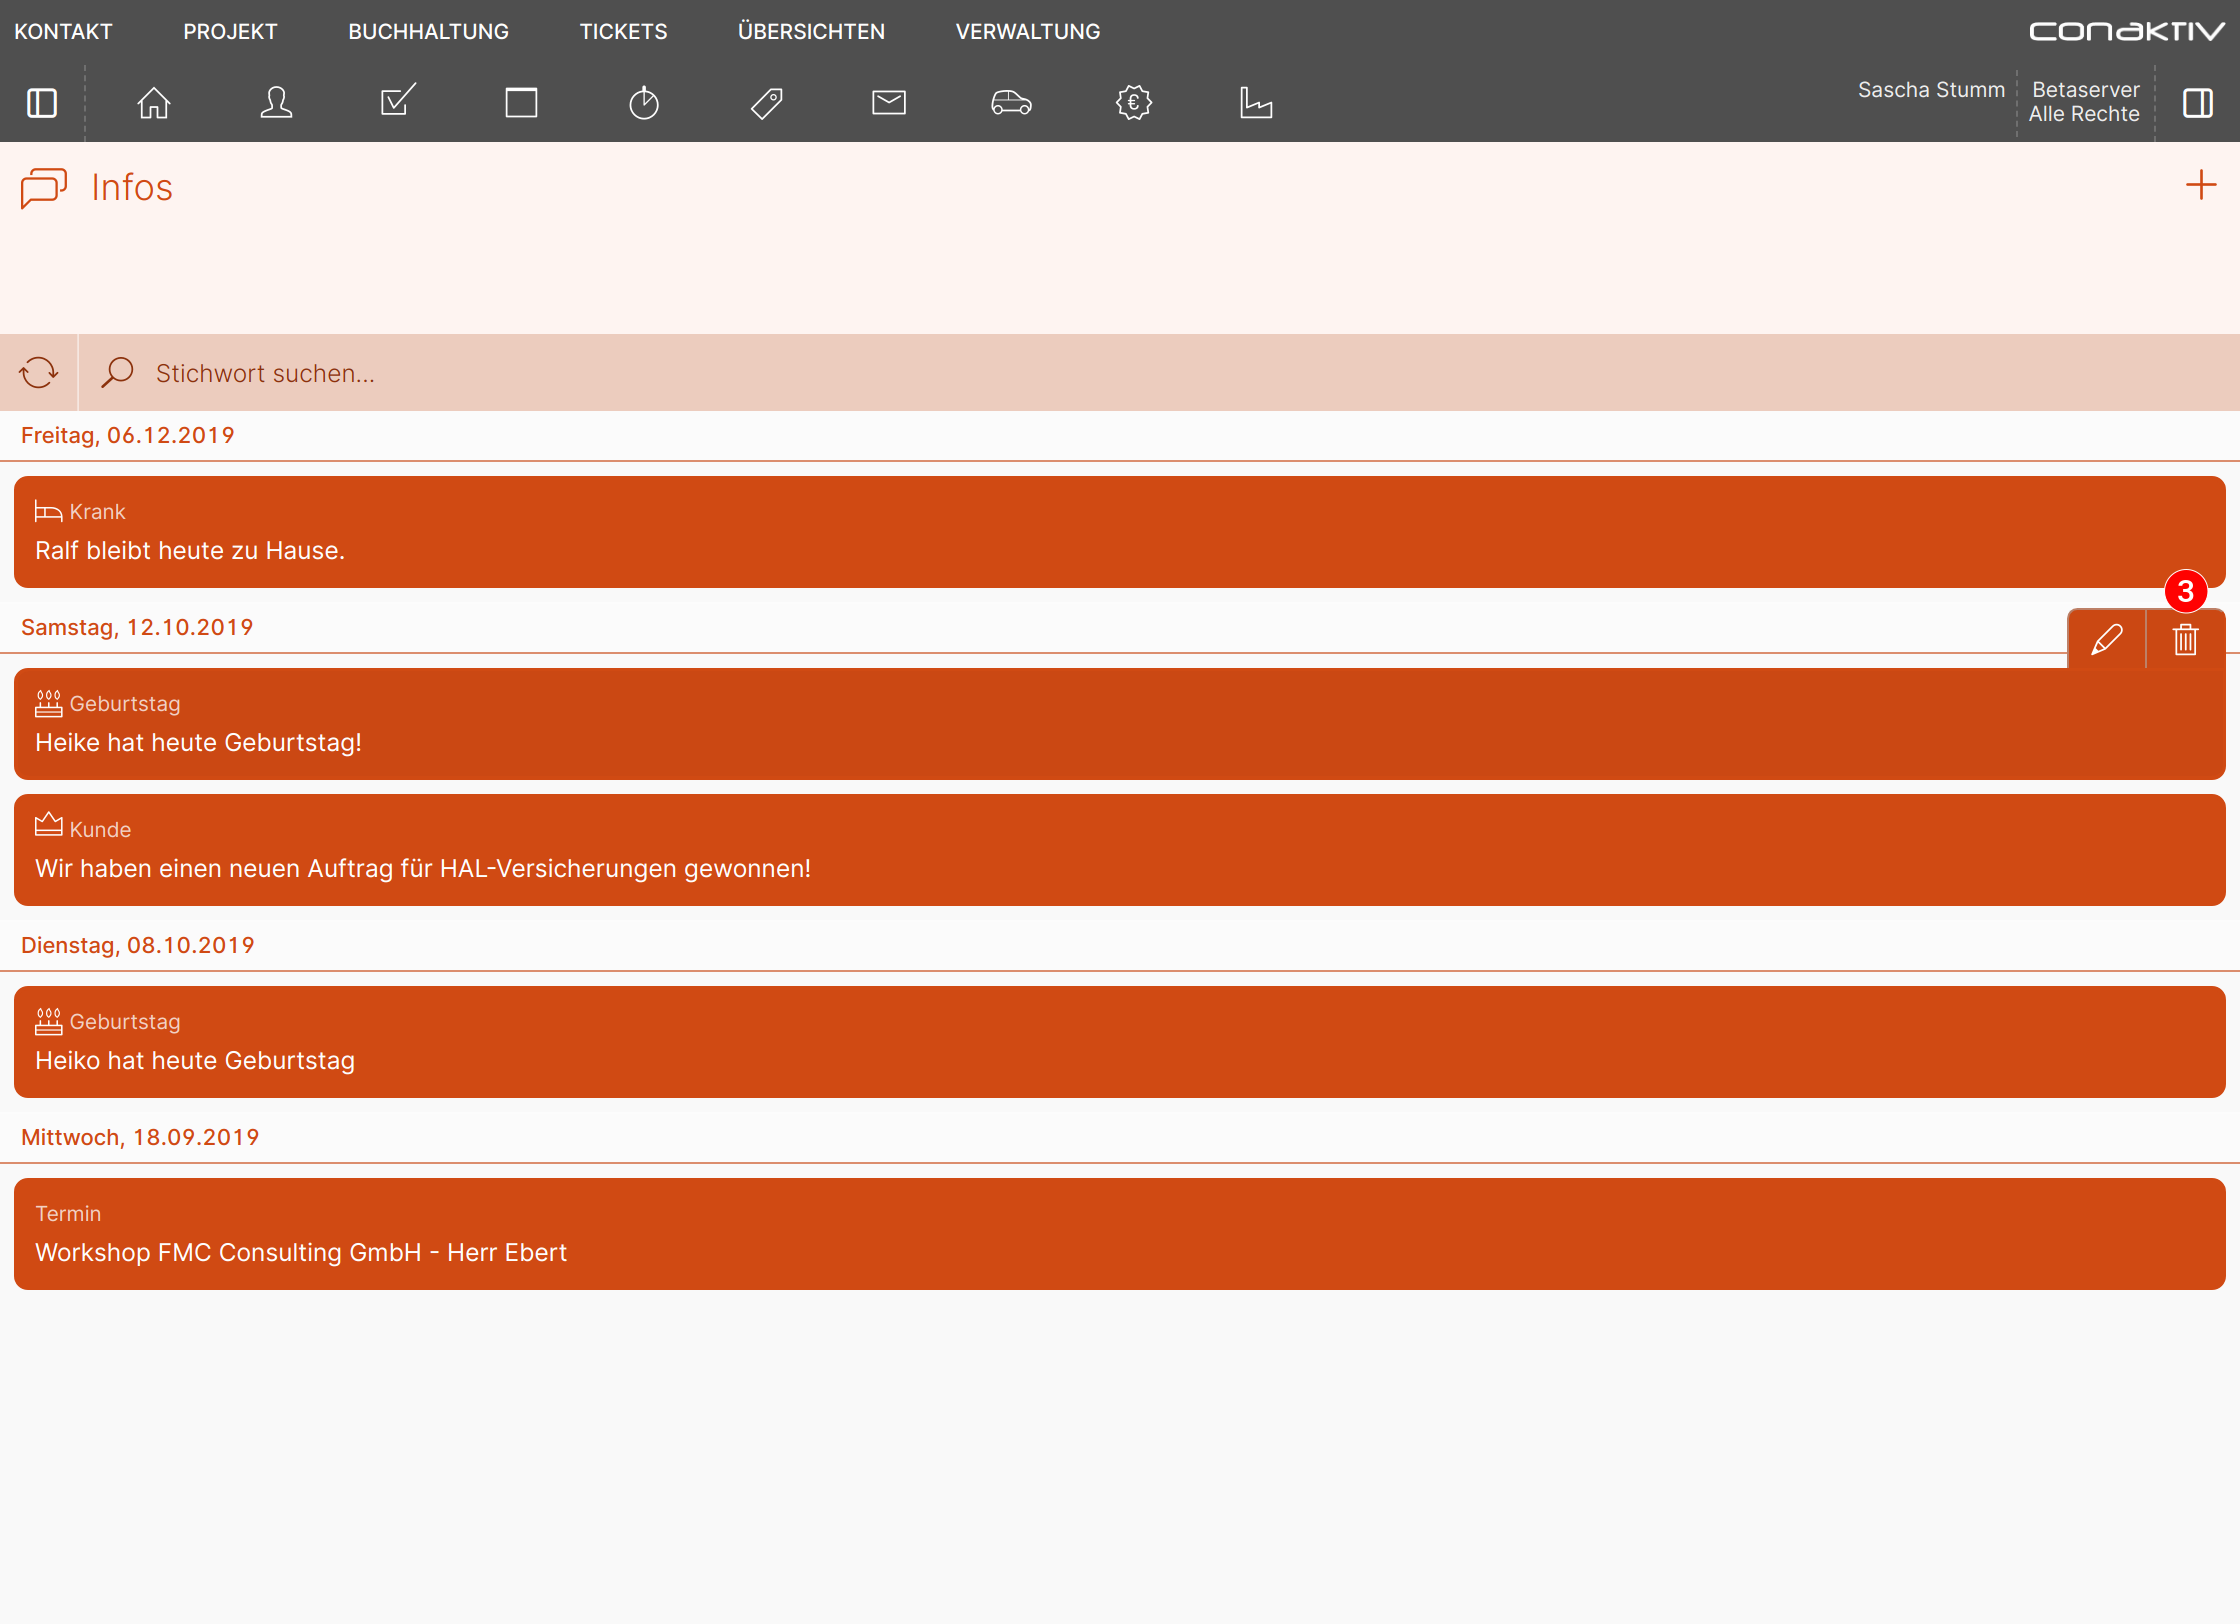 KONTAKT PROJEKT BUCHHALTUNG TICKETS ÜBERSICHTEN VERWALTUNG conaktiv
Sascha Stumm Betaserver
Alle Rechte
Infos
Stichwort suchen...
Freitag, 06.12.2019
Krank
Ralf bleibt heute zu Hause.
3
Samstag, 12.10.2019
Geburtstag
Heike hat heute Geburtstag!
Kunde
Wir haben einen neuen Auftrag für HAL-Versicherungen gewonnen!
Dienstag, 08.10.2019
Geburtstag
Heiko hat heute Geburtstag
Mittwoch, 18.09.2019
Termin
Workshop FMC Consulting GmbH - Herr Ebert